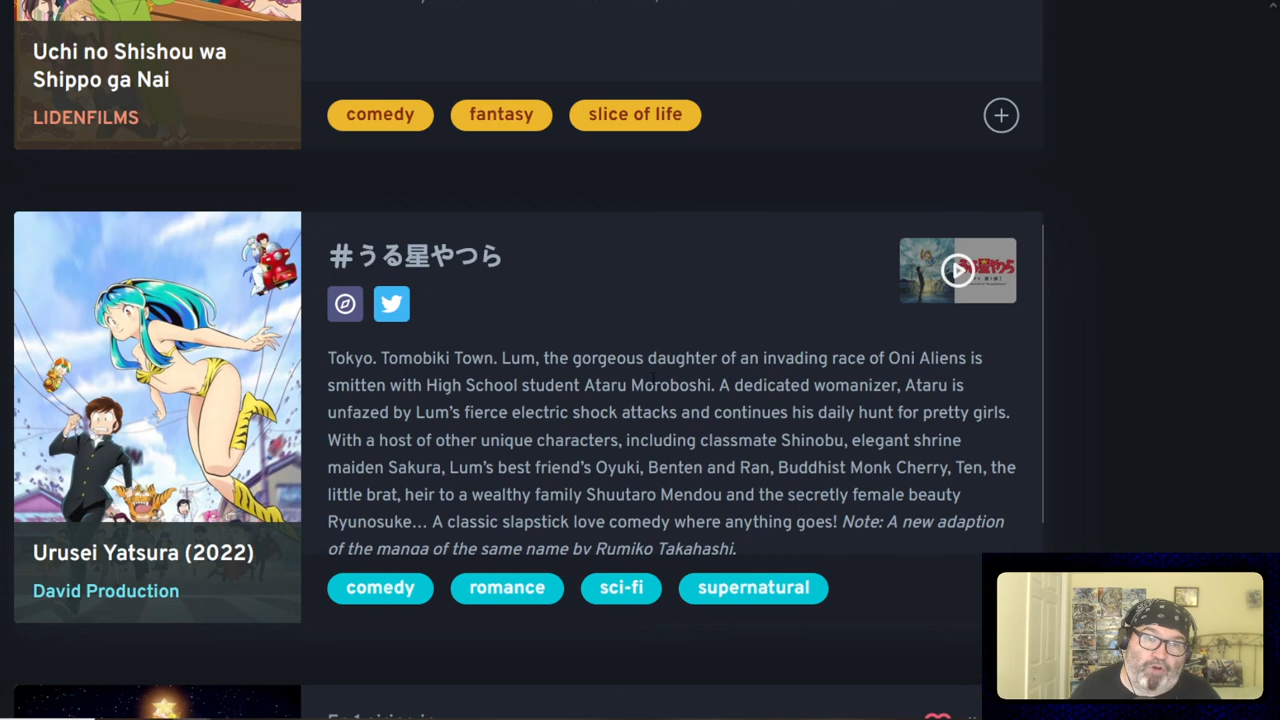 Uchi no Shishou wa
Shippo ga Nai
LIDENFILMS
comedy
fantasy
slice of life
#うる星やつら
Tokyo. Tomobiki Town. Lum, the gorgeous daughter of an invading race of Oni Aliens is
smitten with High School student Ataru Moroboshi. A dedicated womanizer, Ataru is
unfazed by Lum's fierce electric shock attacks and continues his daily hunt for pretty girls.
With a host of other unique characters, including classmate Shinobu, elegant shrine
maiden Sakura, Lum's best friend's Oyuki, Benten and Ran, Buddhist Monk Cherry, Ten, the
little brat, heir to a wealthy family Shuutaro Mendou and the secretly female beauty
Ryunosuke... A classic slapstick love comedy where anything goes! Note: A new adaption
of the manga of the same name by Rumiko Takahashi.
Urusei Yatsura (2022)
David Production
comedy
romance
sci-fi
supernatural